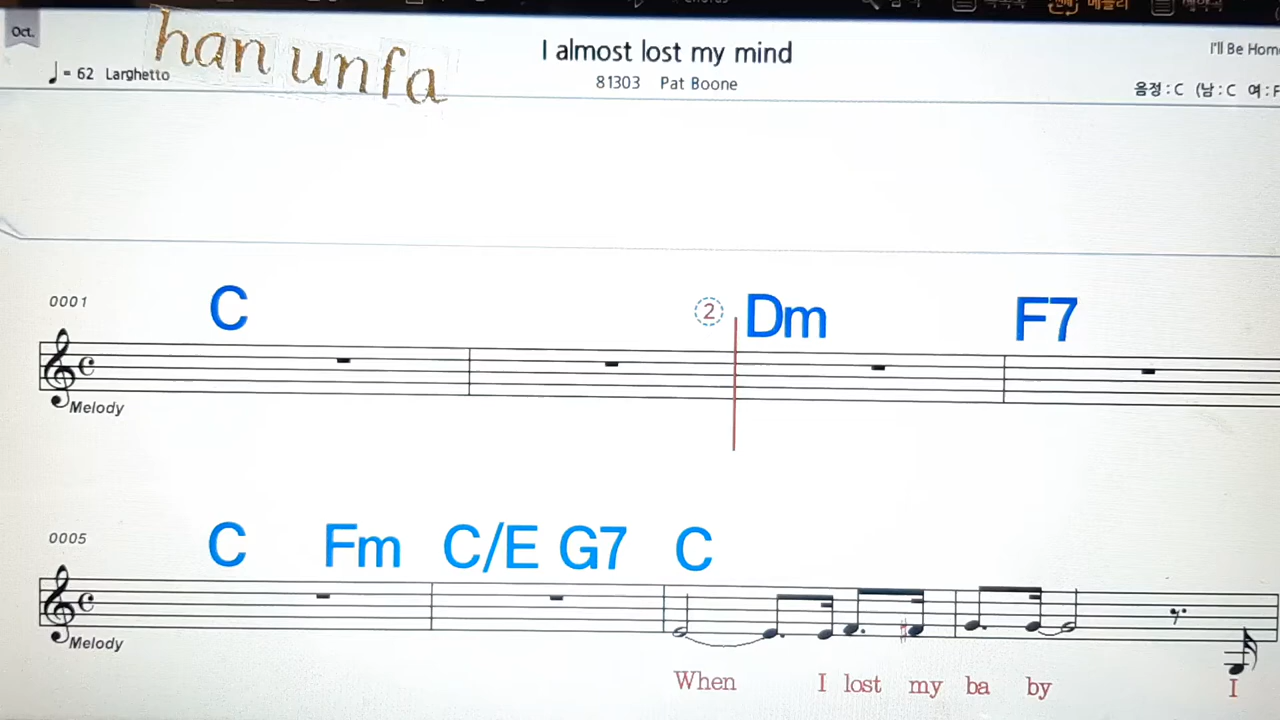 Oct.
han unfa
I almost lost my mind
I'll Be Hom
= 62 Larghetto
81303 Pat Boone
음정 : C (남 : C 여 : F
0001
C
2
Dm
F7
Melody
0005
C Fm C/E G7 C
Melody
When I lost my ba by I